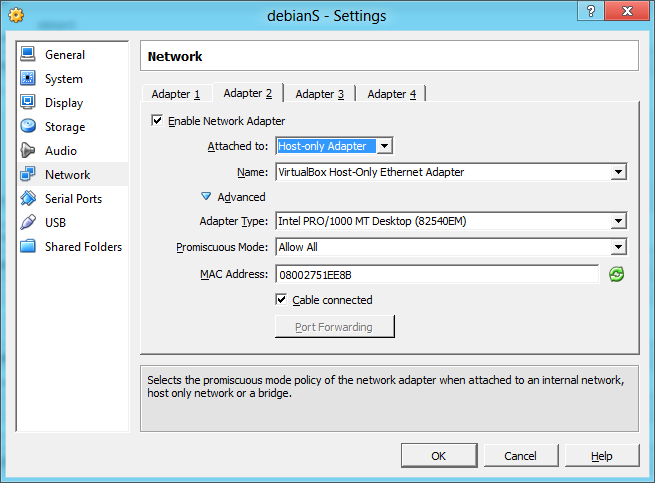 debianS - Settings
?
General
System
Display
Storage
Audio
Network
Serial Ports
USB
Shared Folders
Network
Adapter 1
Adapter 2
Adapter 3
Adapter 4
Enable Network Adapter
Attached to: Host-only Adapter
Name: VirtualBox Host-Only Ethernet Adapter
Advanced
Adapter Type: Intel PRO/1000 MT Desktop (82540EM)
Promiscuous Mode: Allow All
MAC Address: 08002751EE8B
Cable connected
Port Forwarding
Selects the promiscuous mode policy of the network adapter when attached to an internal network,
host only network or a bridge.
OK
Cancel
Help